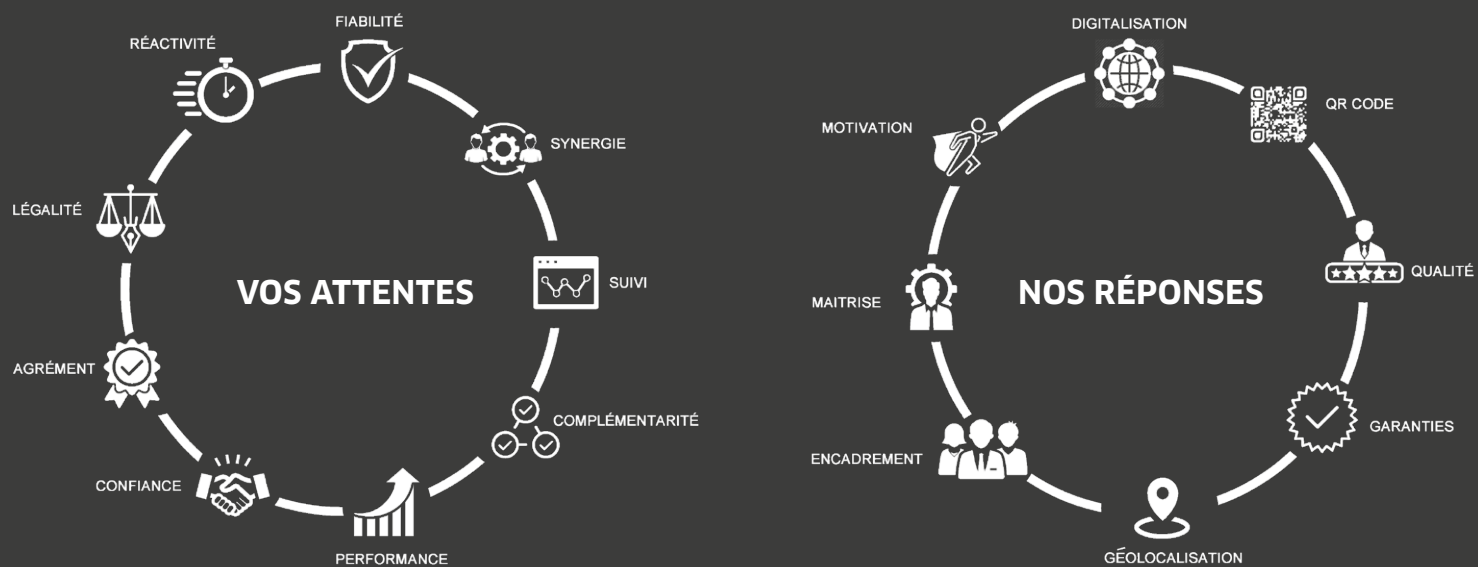 FIABILITÉ
RÉACTIVITÉ
SYNERGIE
LÉGALITÉ
VOS ATTENTES
SUIVI
AGRÉMENT
COMPLÉMENTARITÉ
CONFIANCE
PERFORMANCE
DIGITALISATION
QR CODE
MOTIVATION
QUALITÉ
MAITRISE
NOS RÉPONSES
GARANTIES
ENCADREMENT
GÉOLOCALISATION